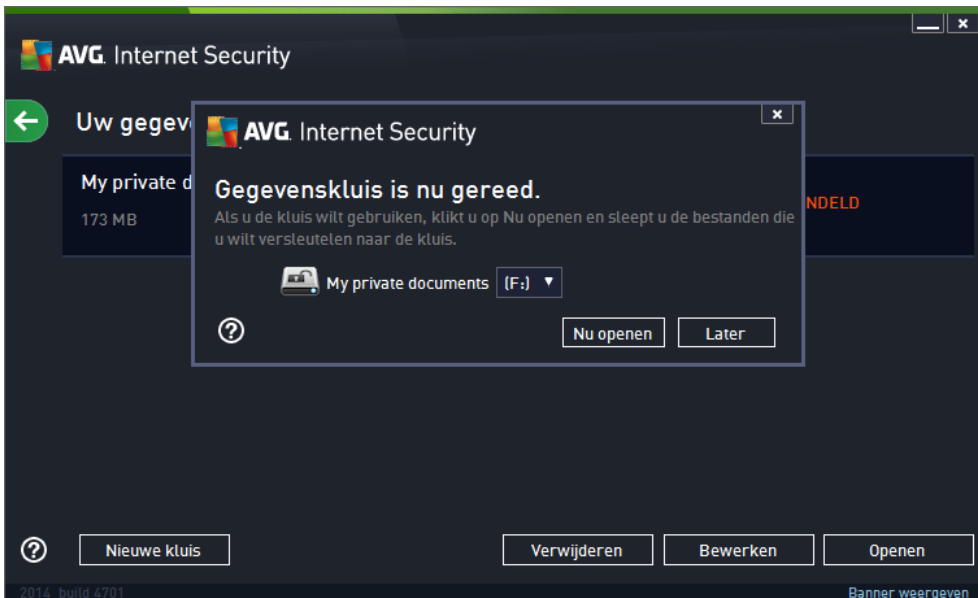 AVG. Internet Security
Uw gegev
AVG. Internet Security
My private d
173 MB
NDELD
Gegevenskluis is nu gereed.
Als u de kluis wilt gebruiken, klikt u op Nu openen en sleept u de bestanden die
u wilt versleutelen naar de kluis.
My private documents (F:)
Nu openen Later
Nieuwe kluis Verwijderen Bewerken Openen
2014 build 4701 Banner weergeven